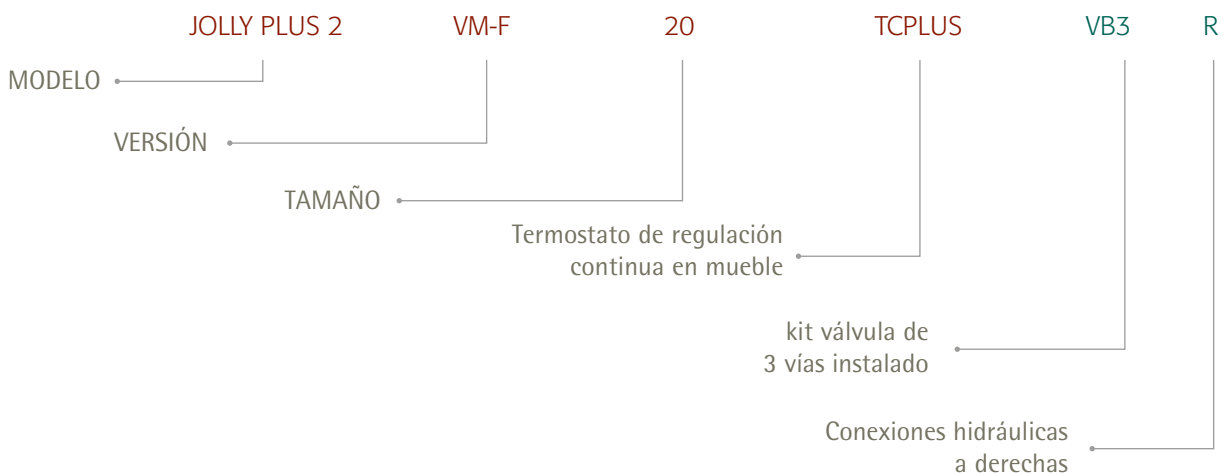 JOLLY PLUS 2 VM-F 20 TCPLUS VB3 R
MODELO
VERSIÓN
TAMAÑO
Termostato de regulación
continua en mueble
kit válvula de
3 vías instalado
Conexiones hidráulicas
a derechas